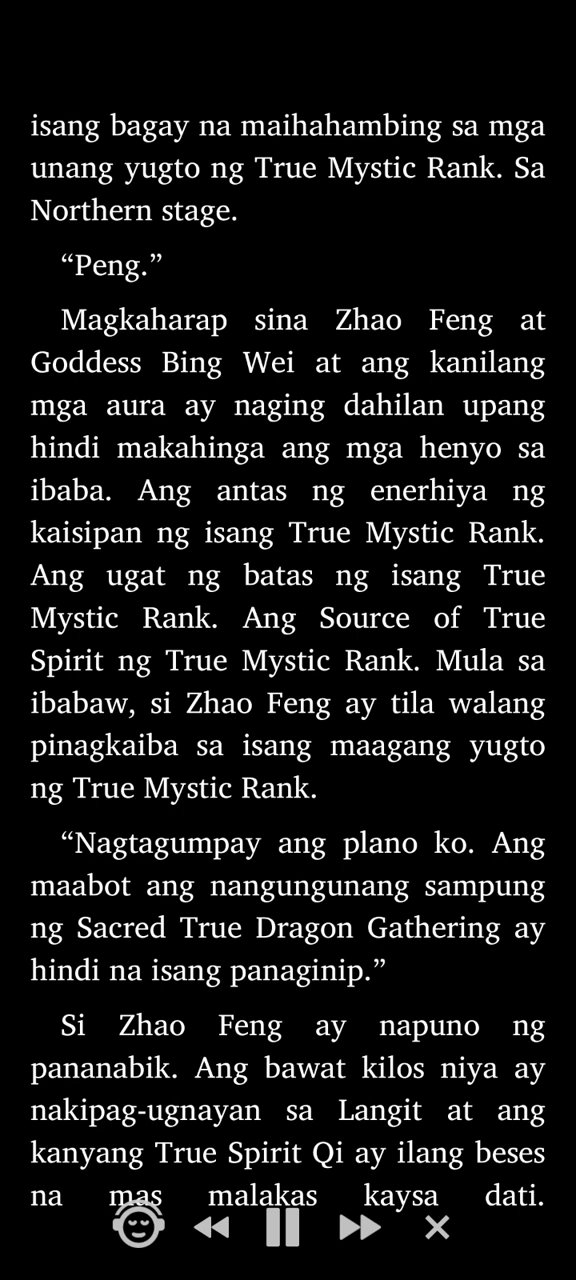 isang bagay na maihahambing sa mga
unang yugto ng True Mystic Rank. Sa
Northern stage.
“Peng.”
Magkaharap sina Zhao Feng at
Goddess Bing Wei at ang kanilang
mga aura ay naging dahilan upang
hindi makahinga ang mga henyo sa
ibaba. Ang antas ng enerhiya ng
kaisipan ng isang True Mystic Rank.
Ang ugat ng batas ng isang True
Mystic Rank. Ang Source of True
Spirit ng True Mystic Rank. Mula sa
ibabaw, si Zhao Feng ay tila walang
pinagkaiba sa isang maagang yugto
ng True Mystic Rank.
“Nagtagumpay ang plano ko. Ang
maabot ang nangungunang sampung
ng Sacred True Dragon Gathering ay
hindi na isang panaginip.”
Si Zhao Feng ay napuno ng
pananabik. Ang bawat kilos niya ay
nakipag-ugnayan sa Langit at ang
kanyang True Spirit Qi ay ilang beses
na mas malakas kaysa dati.